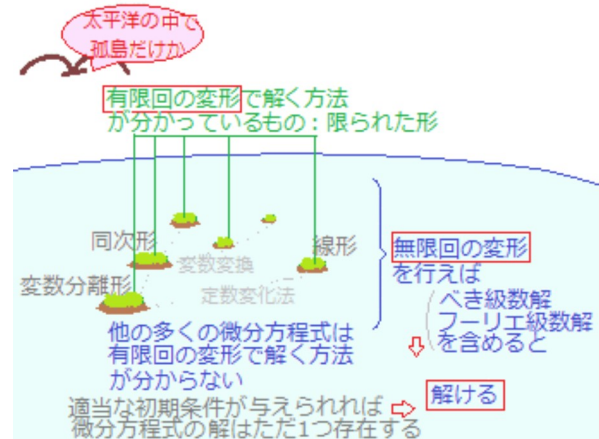 太平洋の中で
孤島だけか
有限回の変形で解く方法
が分かっているもの：限られた形
同次形
線形
変数変換
変数分離形
定数変化法
無限回の変形
を行えば
べき級数解
フーリエ級数解
を含めると
他の多くの微分方程式は
有限回の変形で解く方法
が分からない
解ける
適当な初期条件が与えられれば
微分方程式の解はただ1つ存在する